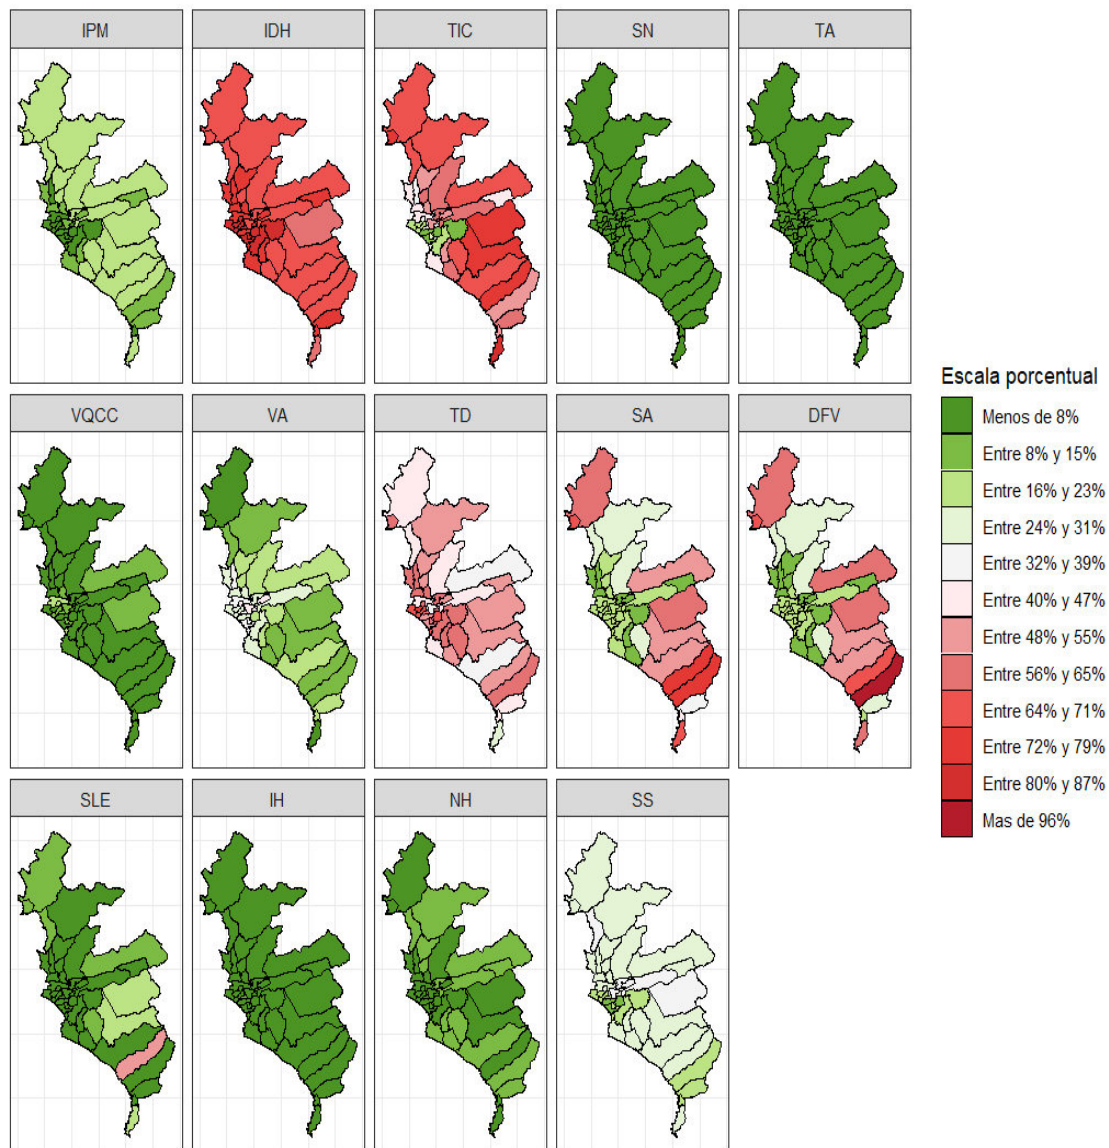 IPM
IDH
TIC
SN
TA
VQCC
VA
TD
SA
DFV
SLE
IH
NH
SS
Escala porcentual
Menos de 8%
Entre 8% y 15%
Entre 16% y 23%
Entre 24% y 31%
Entre 32% y 39%
Entre 40% y 47%
Entre 48% y 55%
Entre 56% y 65%
Entre 64% y 71%
Entre 72% y 79%
Entre 80% y 87%
Mas de 96%